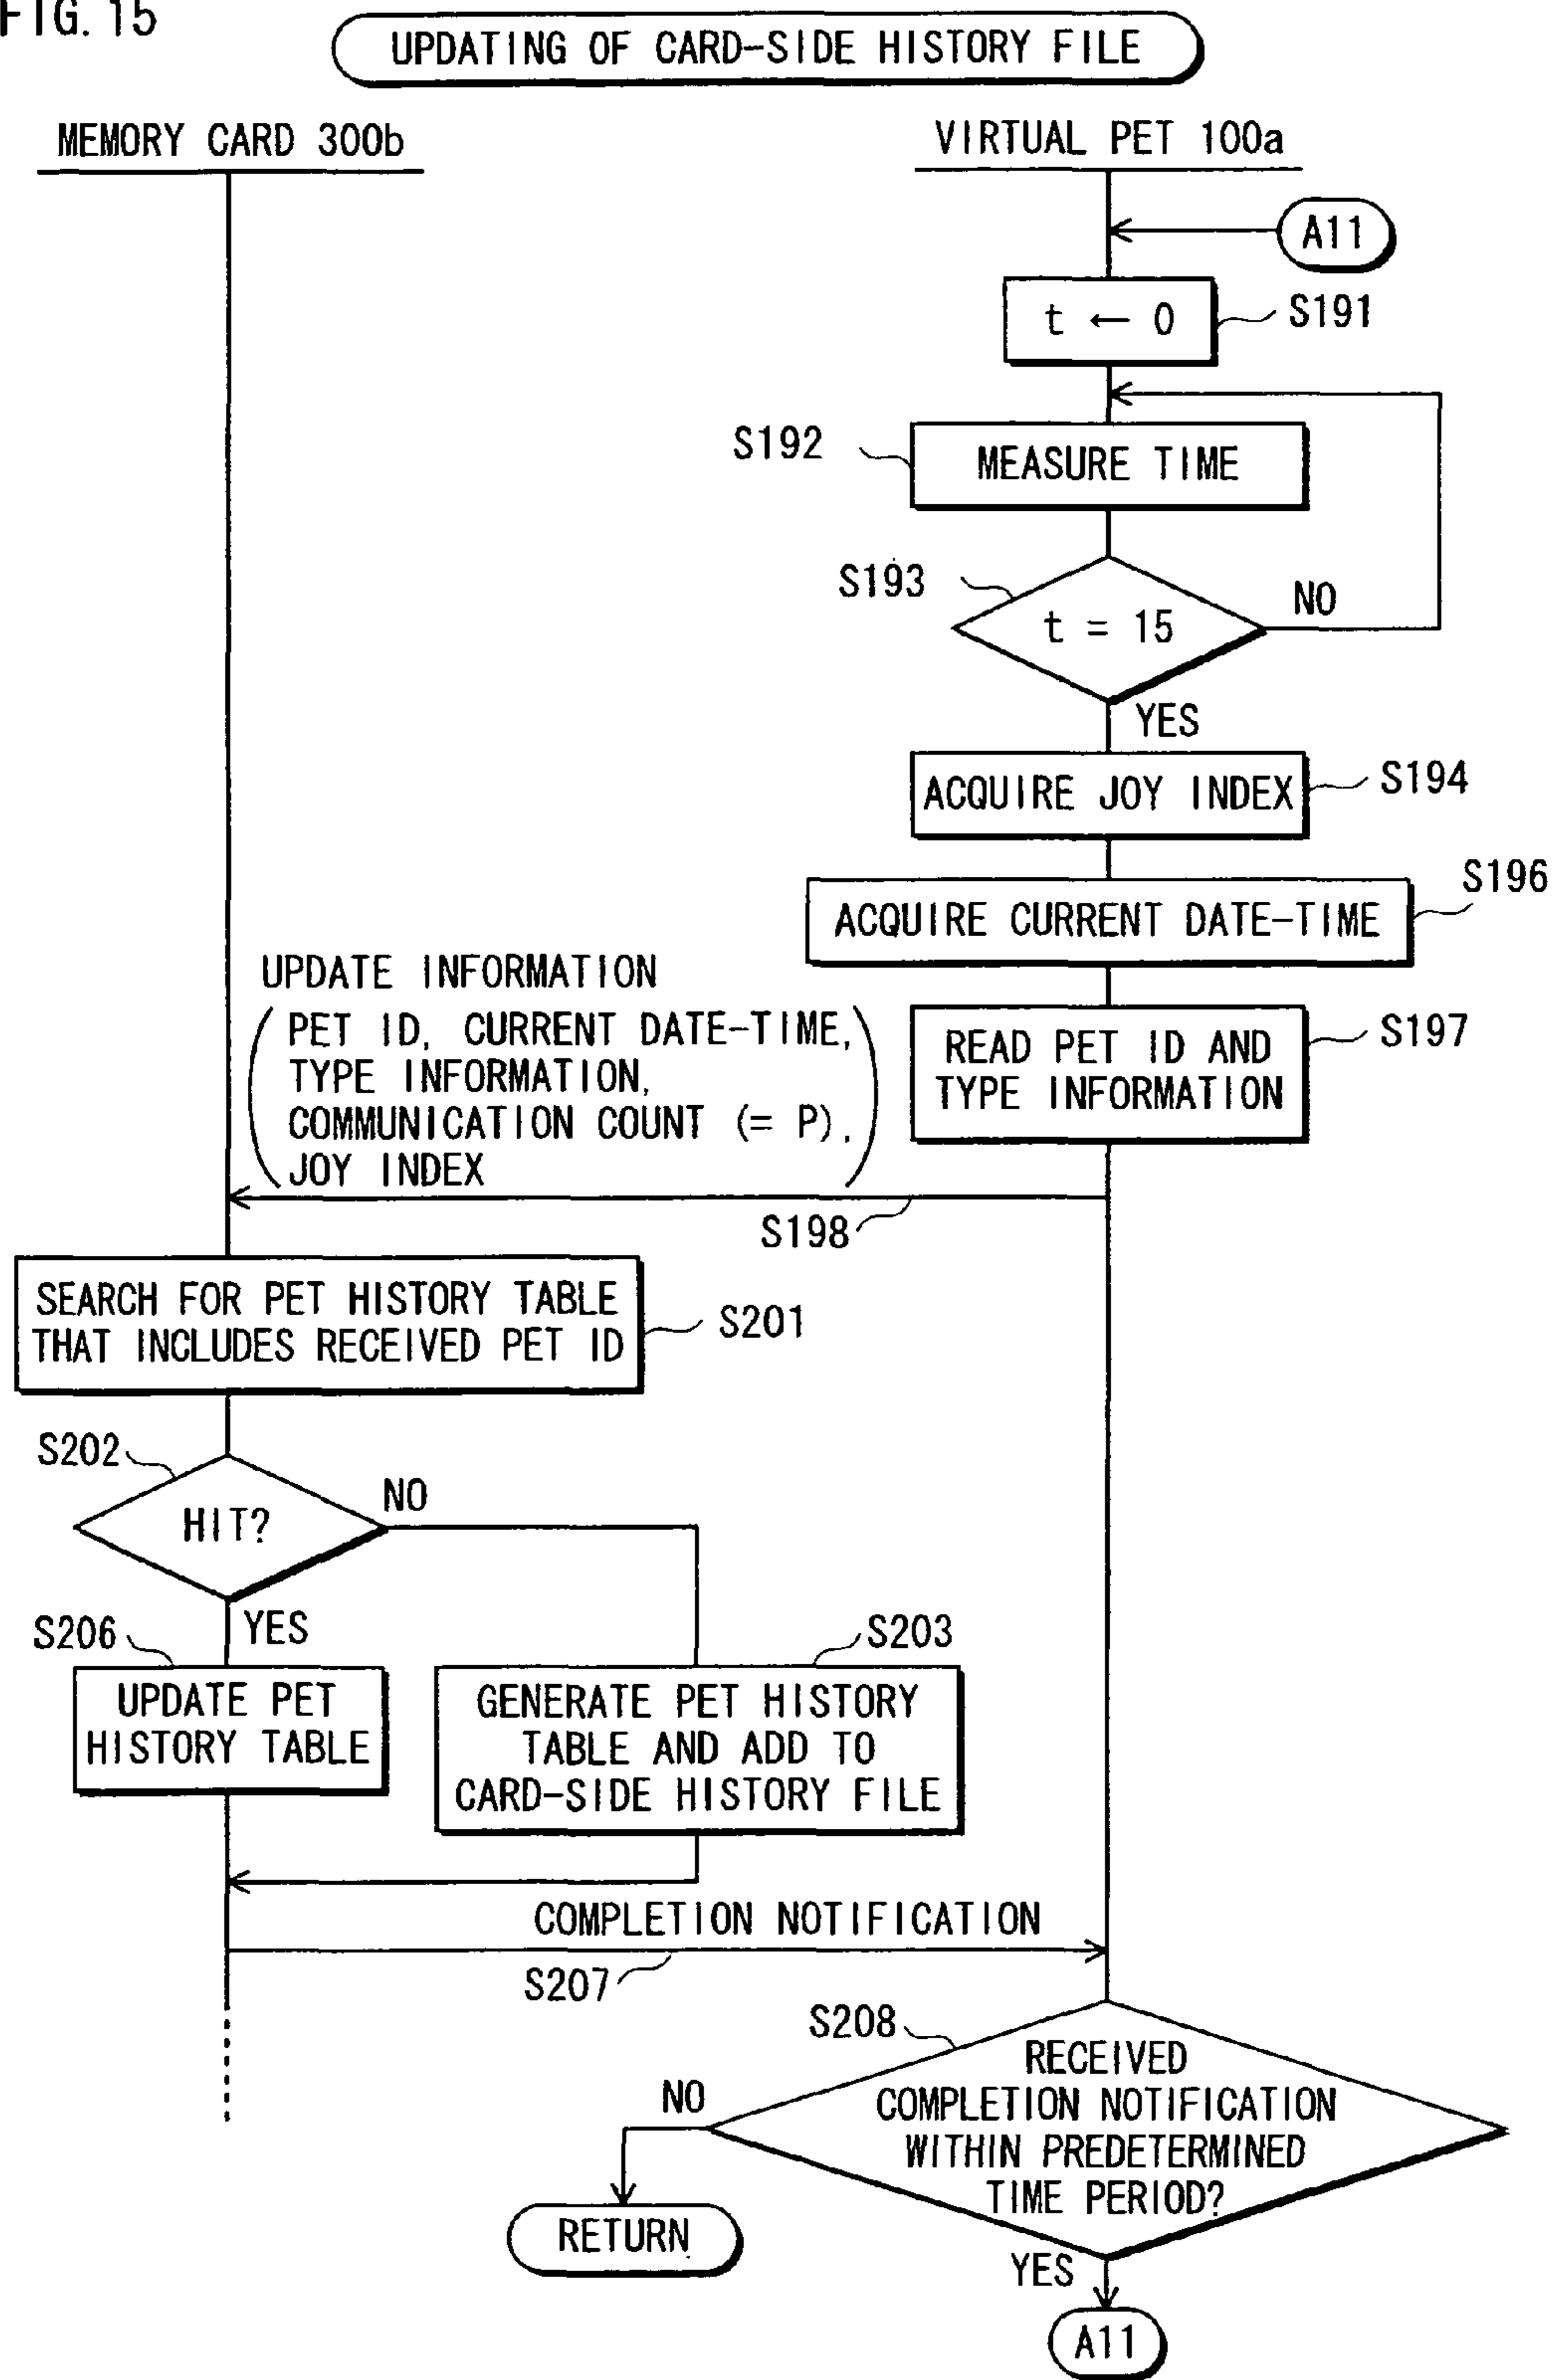 FIG. 15
UPDATING OF CARD-SIDE HISTORY FILE
MEMORY CARD 300b
VIRTUAL PET 100a
A11
t ← 0
S191
S192
MEASURE TIME
S193
t = 15
NO
YES
ACQUIRE JOY INDEX
S194
S196
ACQUIRE CURRENT DATE-TIME
UPDATE INFORMATION
PET ID, CURRENT DATE-TIME,
TYPE INFORMATION,
COMMUNICATION COUNT (= P),
JOY INDEX
READ PET ID AND
TYPE INFORMATION
S197
S198
SEARCH FOR PET HISTORY TABLE
THAT INCLUDES RECEIVED PET ID
S201
S202
HIT?
NO
YES
S206
UPDATE PET
HISTORY TABLE
S203
GENERATE PET HISTORY
TABLE AND ADD TO
CARD-SIDE HISTORY FILE
COMPLETION NOTIFICATION
S207
S208
RECEIVED
COMPLETION NOTIFICATION
WITHIN PREDETERMINED
TIME PERIOD?
NO
RETURN
YES
A11